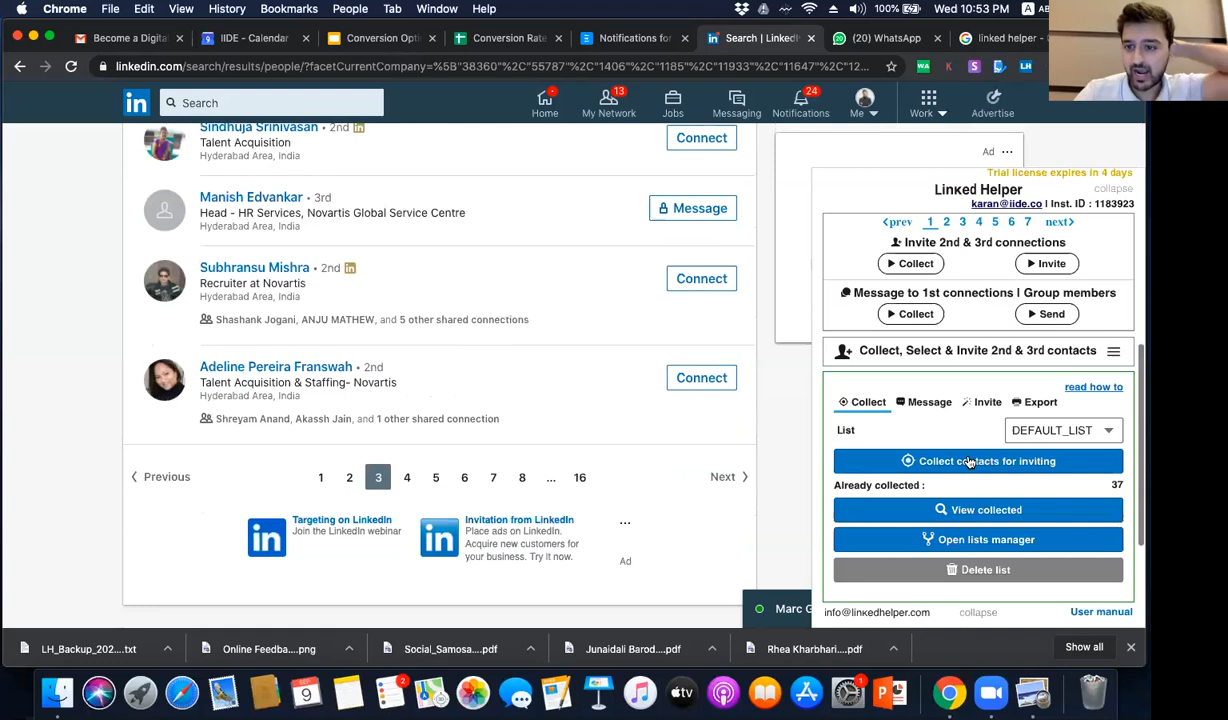 Chrome File Edit View History Bookmarks People Tab Window Help 100% Wed 10:53 PM A
Become a Digita IIDE - Calendar Conversion Opti Conversion Rate Notifications for Search | LinkedIn (20) WhatsApp linked helper -
linkedin.com/search/results/people/?facetCurrentCompany=%5B"38360"%2C"55787"%2C"1406"%2C"1185"%2C"11933"%2C"11647"%2C"12...
Search
Home My Network 13 Jobs Messaging Notifications 24 Me Work Advertise
Sindhuja Srinivasan • 2nd
Talent Acquisition
Hyderabad Area, India
Connect
Manish Edvankar • 3rd
Head - HR Services, Novartis Global Service Centre
Hyderabad Area, India
Message
Subhransu Mishra • 2nd
Recruiter at Novartis
Hyderabad Area, India
Shashank Jogani, ANJU MATHEW, and 5 other shared connections
Connect
Adeline Pereira Franswah • 2nd
Talent Acquisition & Staffing- Novartis
Hyderabad Area, India
Shreyam Anand, Akassh Jain, and 1 other shared connection
Connect
Previous 1 2 3 4 5 6 7 8 ... 16 Next
Targeting on LinkedIn
Join the LinkedIn webinar
Invitation from LinkedIn
Place ads on LinkedIn.
Acquire new customers for
your business. Try it now.
...
Ad
Ad ...
Trial license expires in 4 days
Linked Helper collapse
karan@iide.co | Inst. ID : 1183923
<prev 1 2 3 4 5 6 7 next>
Invite 2nd & 3rd connections
Collect Invite
Message to 1st connections | Group members
Collect Send
Collect, Select & Invite 2nd & 3rd contacts
read how to
Collect Message Invite Export
List DEFAULT_LIST
Collect contacts for inviting
Already collected : 37
View collected
Open lists manager
Delete list
info@linkedhelper.com collapse User manual
Marc G
LH_Backup_202....txt Online Feedba....png Social_Samosa....pdf Junaidali Barod....pdf Rhea Kharbhari....pdf Show all
SEP
9
2
tv
1